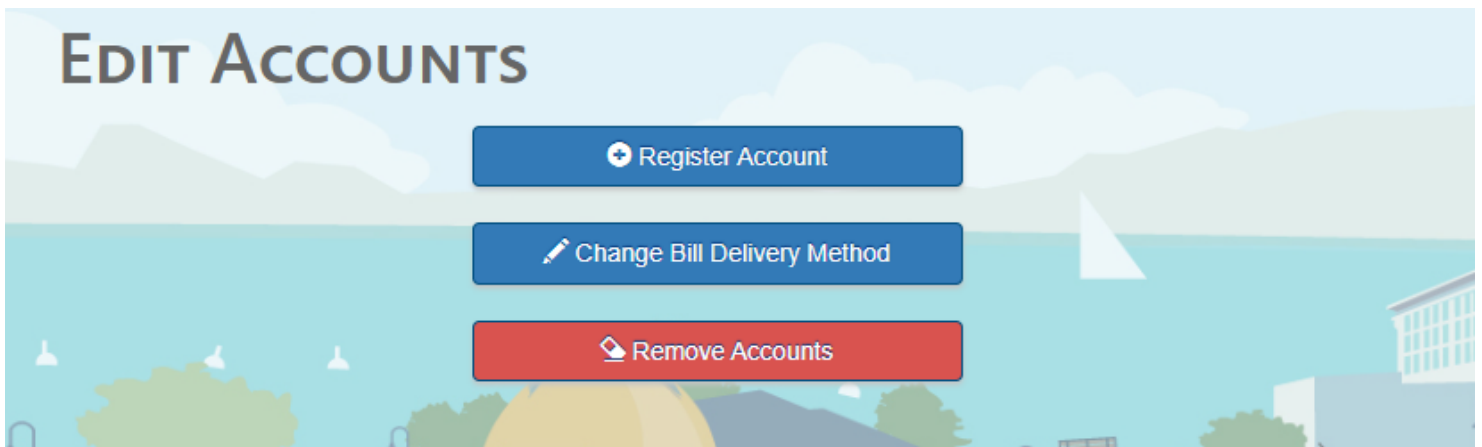 Edit Accounts
Register Account
Change Bill Delivery Method
Remove Accounts